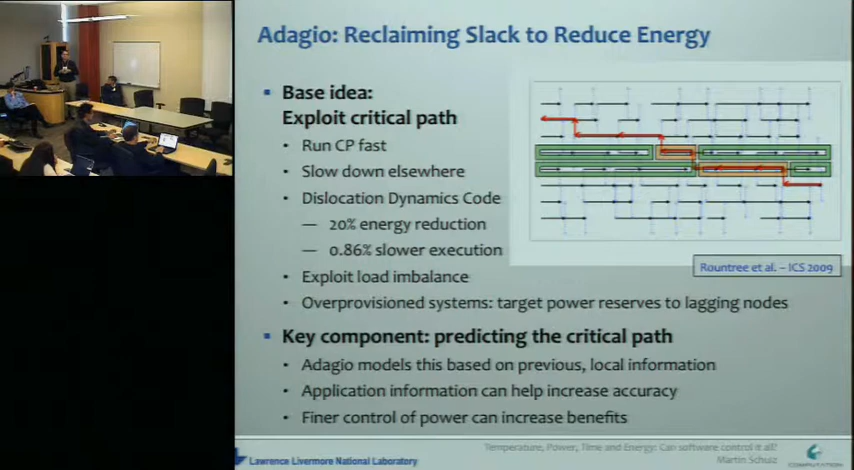 Adagio: Reclaiming Slack to Reduce Energy
Base idea:
Exploit critical path
Run CP fast
Slow down elsewhere
Dislocation Dynamics Code
— 20% energy reduction
— 0.86% slower execution
Exploit load imbalance
Overprovisioned systems: target power reserves to lagging nodes
Rountree et al. – ICS 2009
Key component: predicting the critical path
Adagio models this based on previous, local information
Application information can help increase accuracy
Finer control of power can increase benefits
Temperature, Power, Time and Energy: Can software control it all?
Martin Schulz
Lawrence Livermore National Laboratory
COMPUTATION